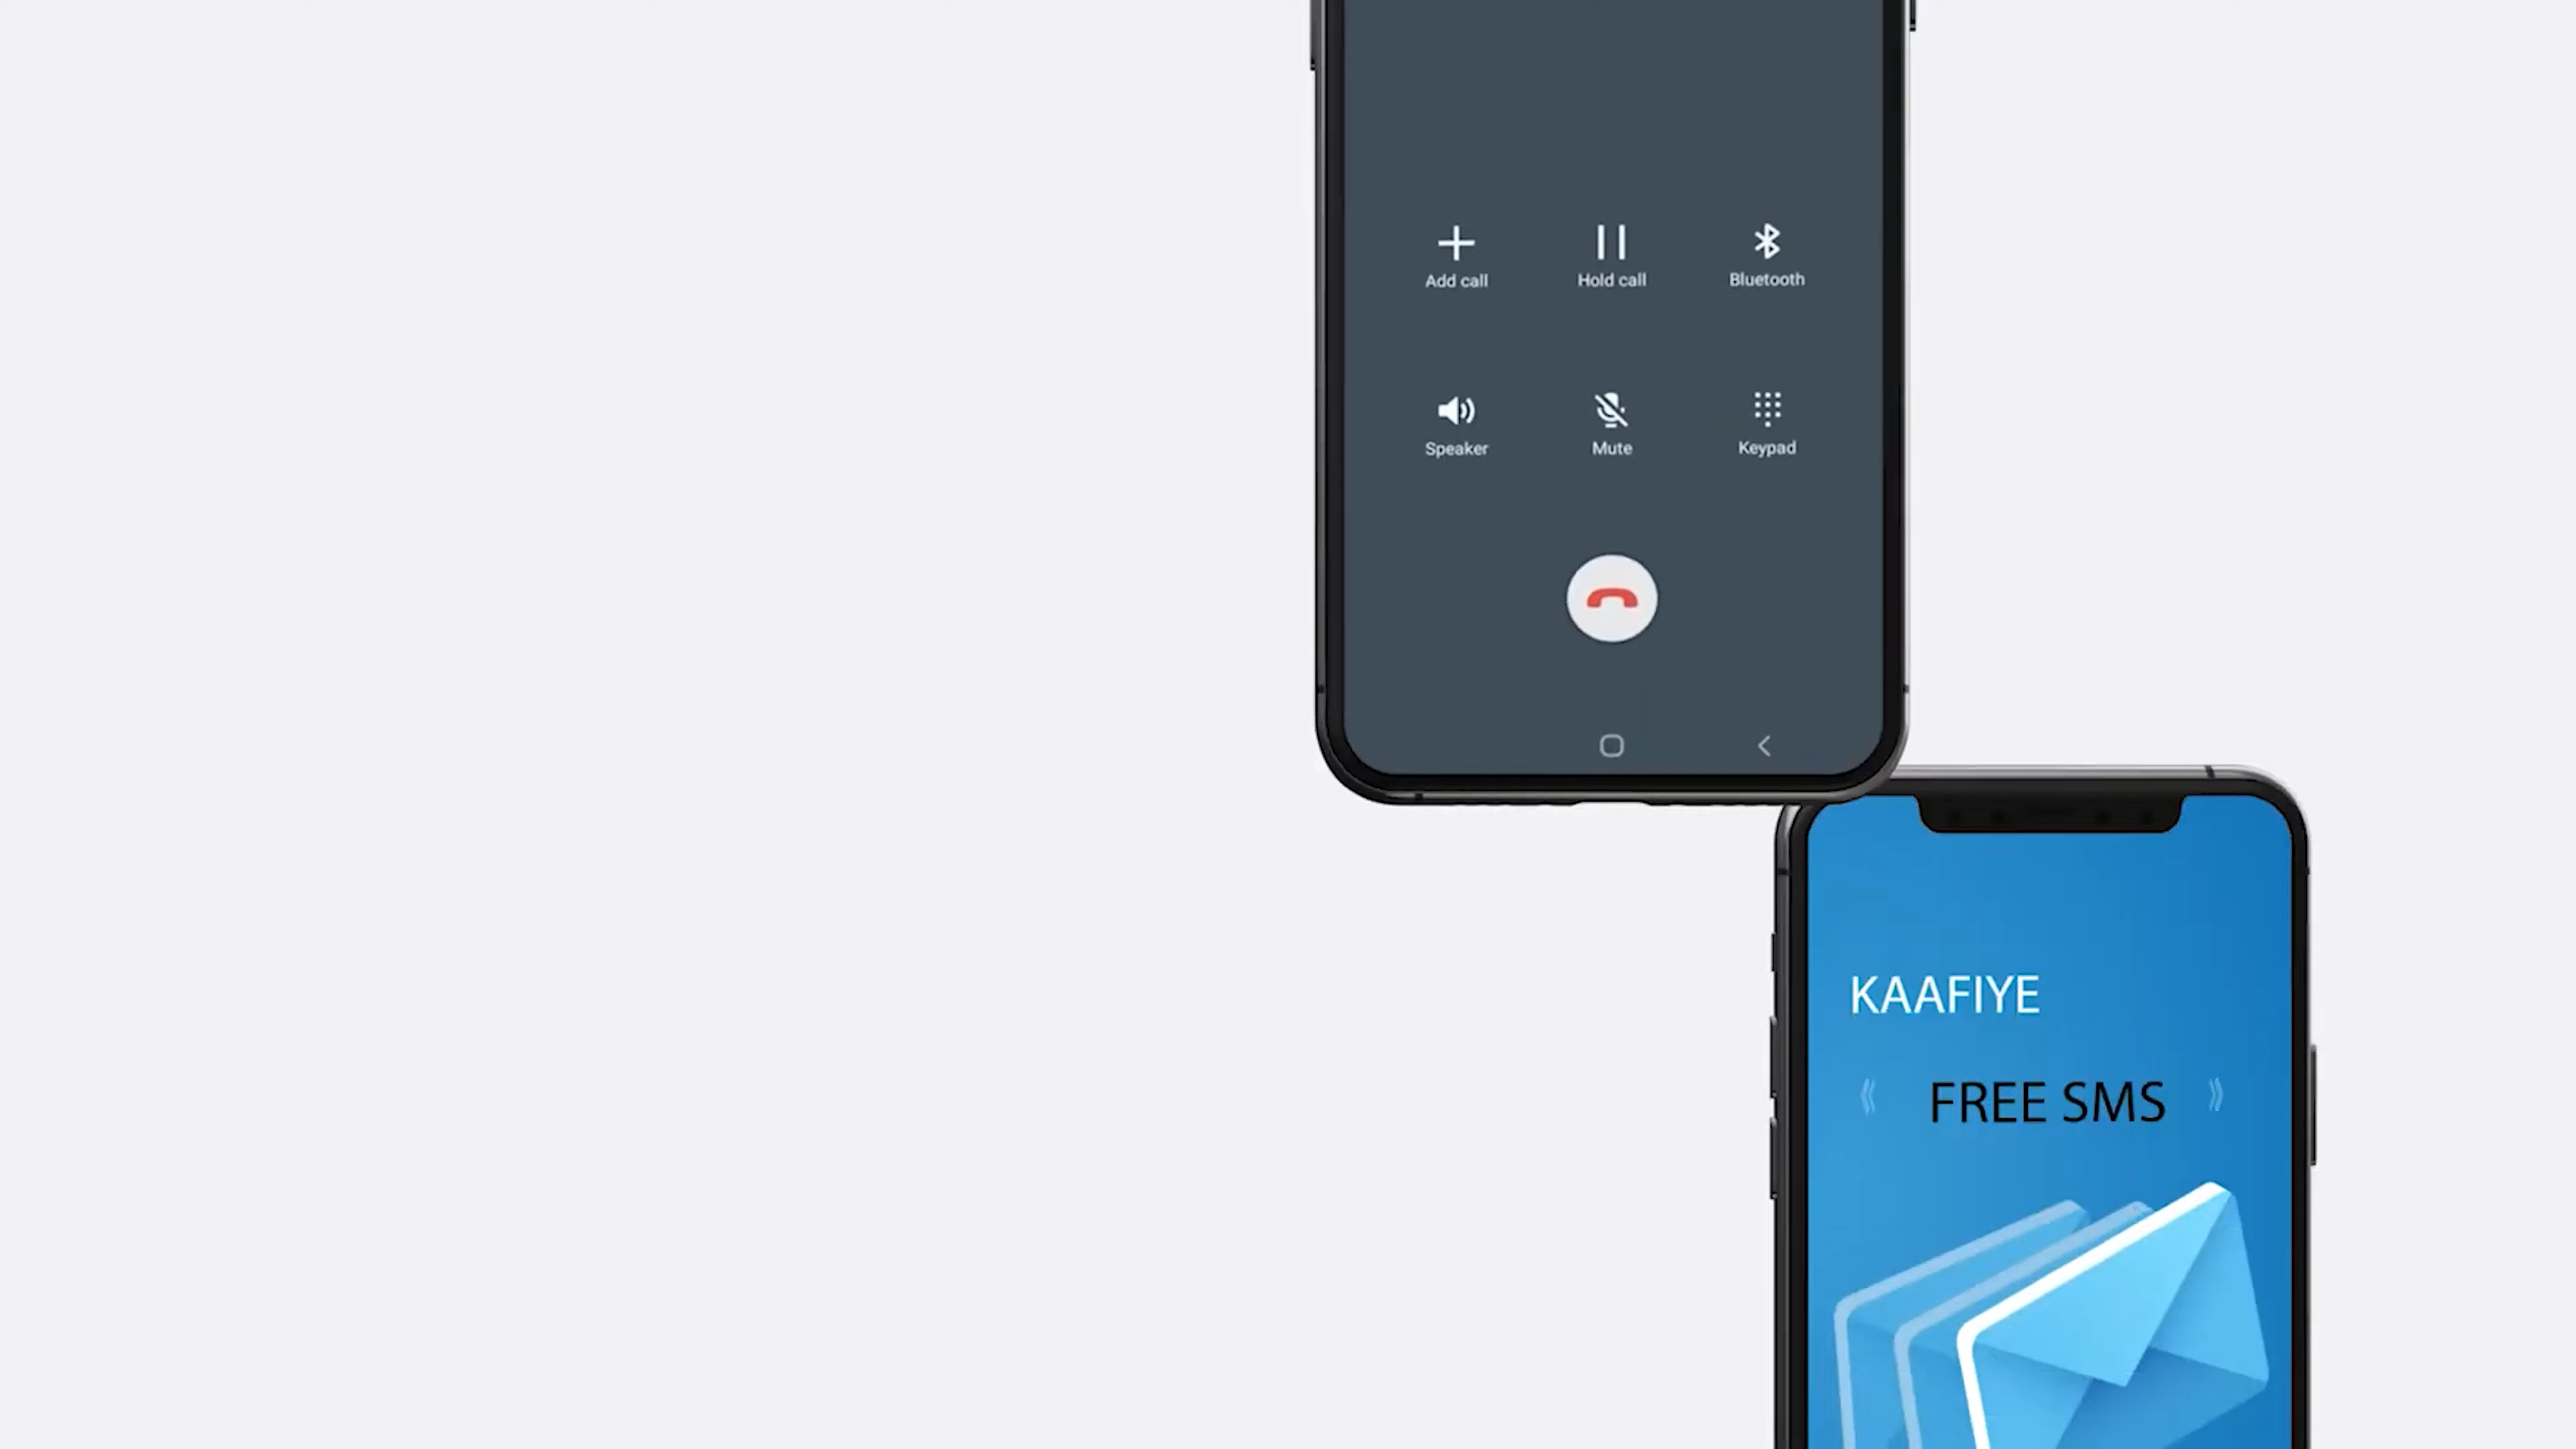 Add call
Hold call
Bluetooth
Speaker
Mute
Keypad
KAAFIYE
FREE SMS